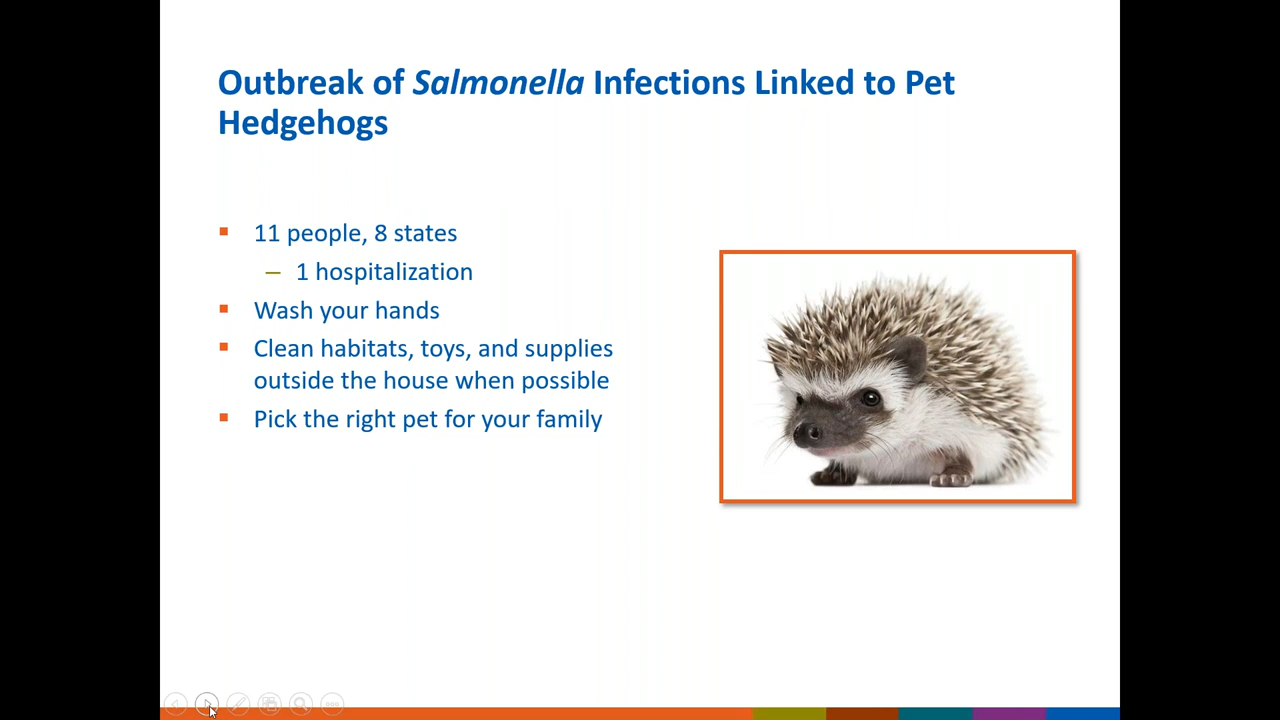 Outbreak of Salmonella Infections Linked to Pet
Hedgehogs
11 people, 8 states
– 1 hospitalization
Wash your hands
Clean habitats, toys, and supplies
outside the house when possible
Pick the right pet for your family